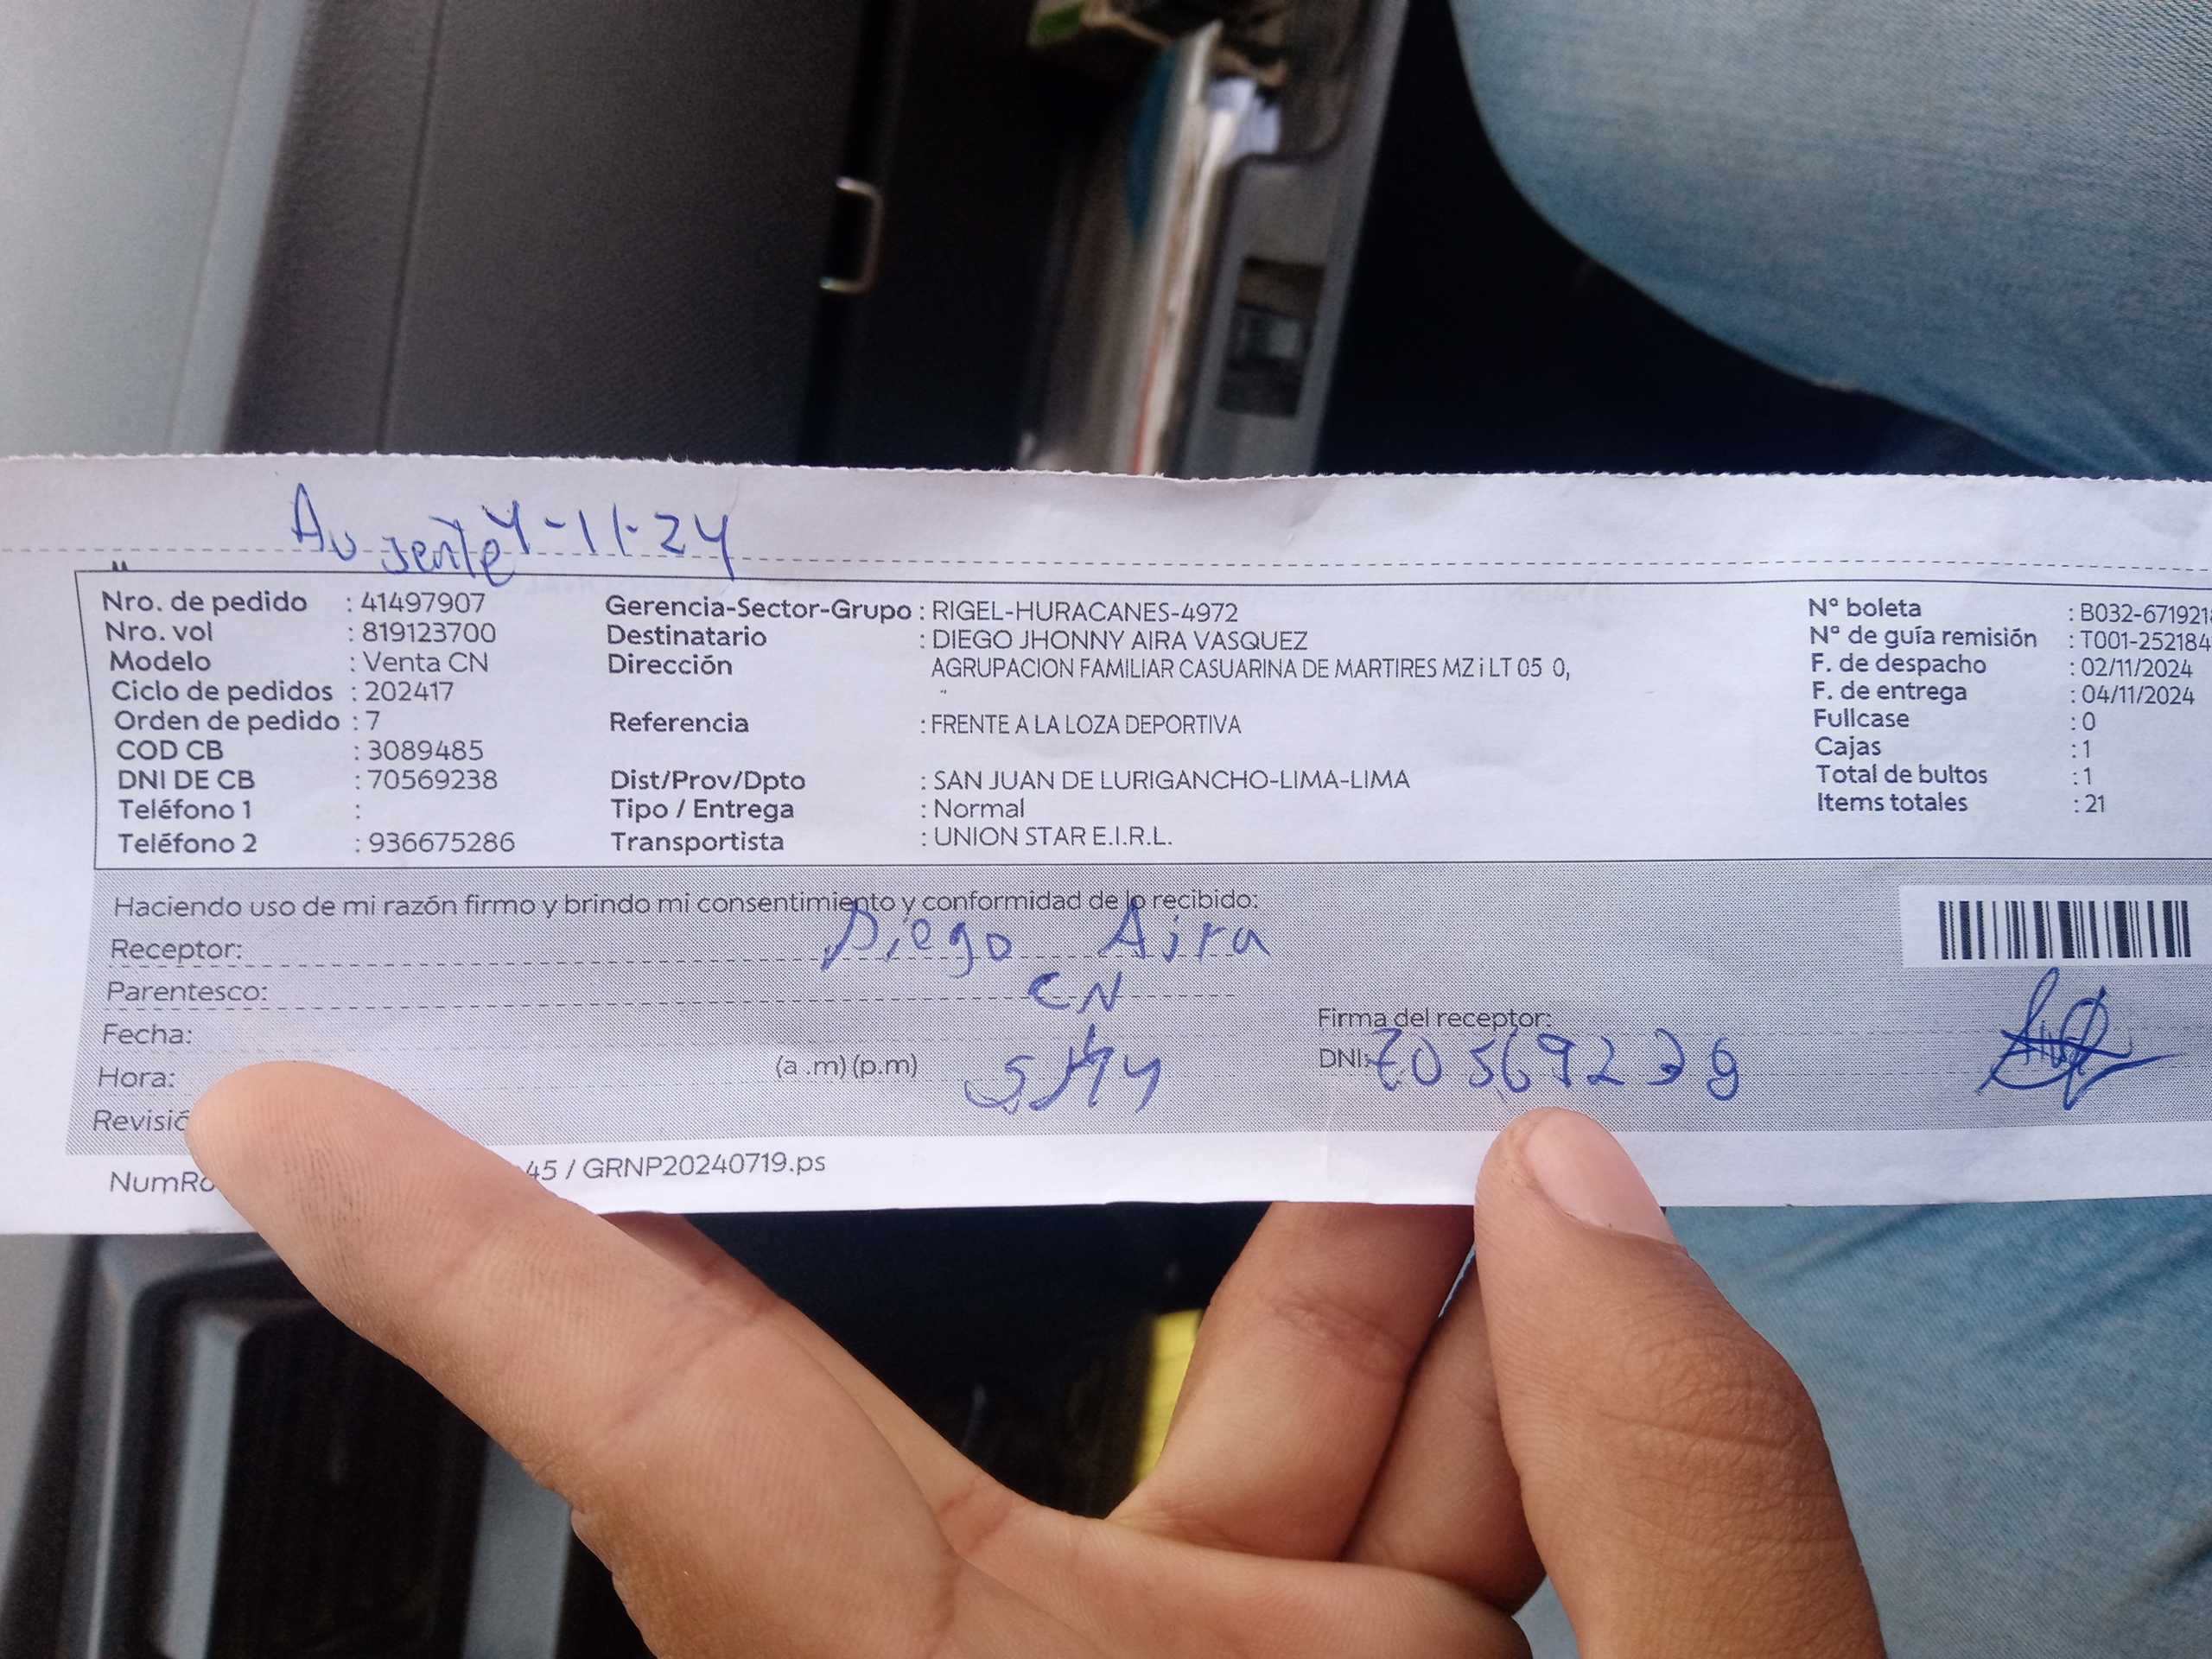 Ausente 4-11-24
Nro. de pedido : 41497907
Nro. vol : 819123700
Modelo : Venta CN
Ciclo de pedidos : 202417
Orden de pedido : 7
COD CB : 3089485
DNI DE CB : 70569238
Teléfono 1 :
Teléfono 2 : 936675286
Gerencia-Sector-Grupo : RIGEL-HURACANES-4972
Destinatario : DIEGO JHONNY AIRA VASQUEZ
Dirección AGRUPACION FAMILIAR CASUARINA DE MARTIRES MZ i LT 05 0,
Referencia : FRENTE A LA LOZA DEPORTIVA
Dist/Prov/Dpto : SAN JUAN DE LURIGANCHO-LIMA-LIMA
Tipo / Entrega : Normal
Transportista : UNION STAR E.I.R.L.
N° boleta : B032-671921
N° de guía remisión : T001-252184
F. de despacho : 02/11/2024
F. de entrega : 04/11/2024
Fullcase : 0
Cajas : 1
Total de bultos : 1
Items totales : 21
Haciendo uso de mi razón firmo y brindo mi consentimiento y conformidad de lo recibido:
Receptor: Diego Aira
Parentesco: CN
Fecha:
Hora: (a .m) (p.m)
Firma del receptor:
DNI: 70569238
45 / GRNP20240719.ps